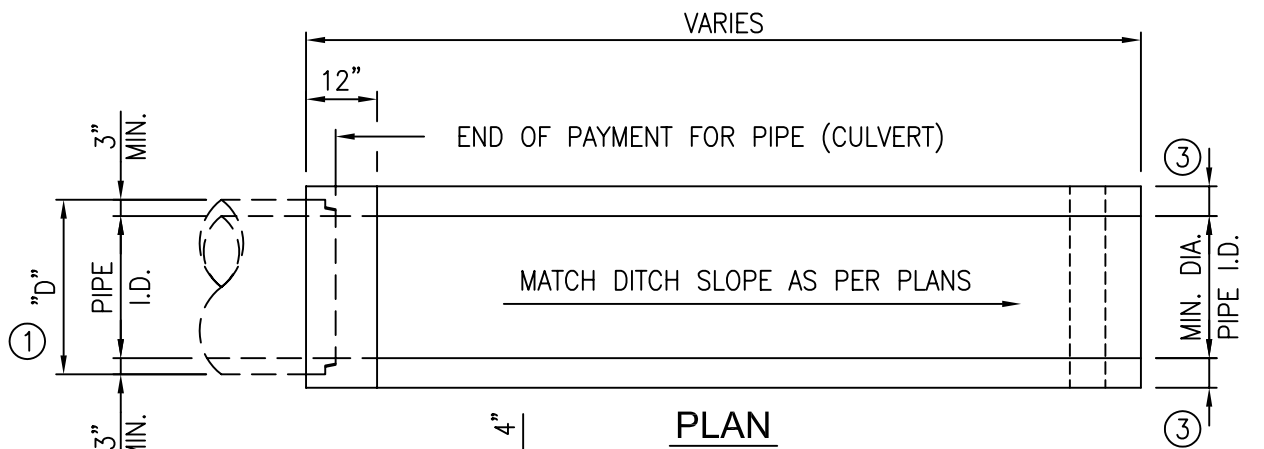 VARIES
12”
3” MIN.
END OF PAYMENT FOR PIPE (CULVERT)
3
1
”D”
PIPE I.D.
MATCH DITCH SLOPE AS PER PLANS
MIN. DIA. PIPE I.D.
3” MIN.
4”
PLAN
3